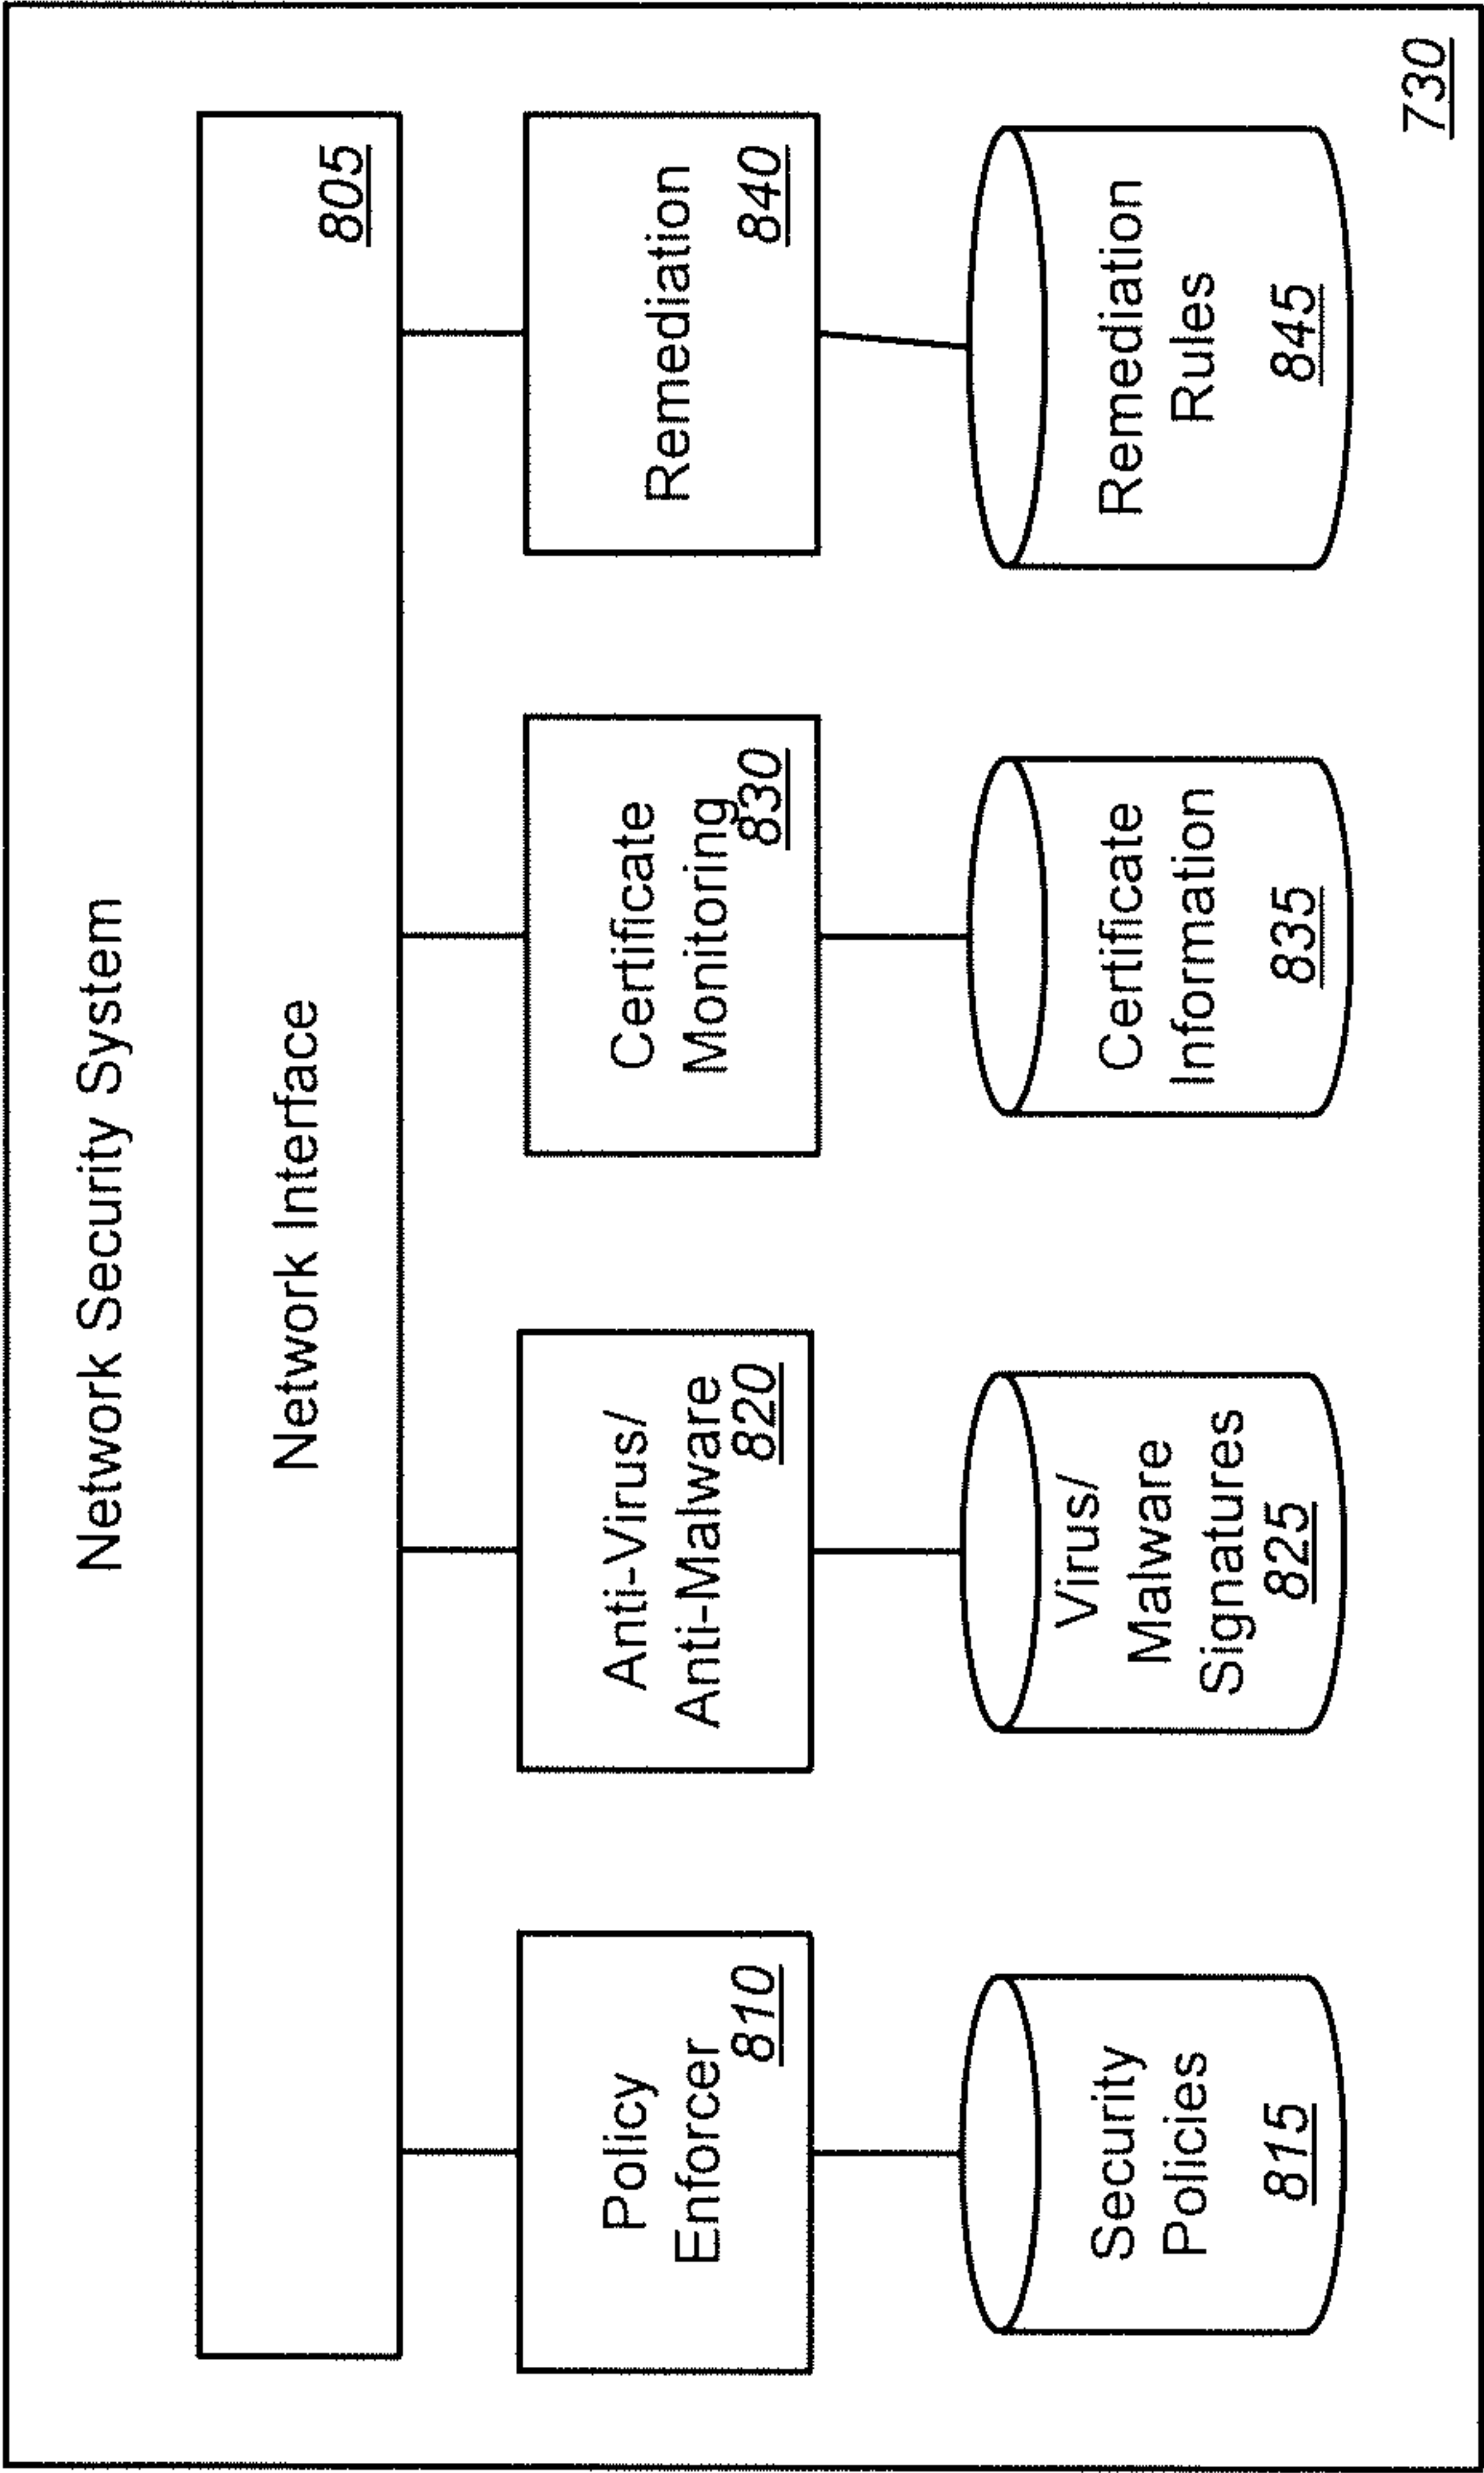 Network Security System
Network Interface
805
Policy
Enforcer
810
Anti-Virus/
Anti-Malware
820
Certificate
Monitoring
830
Remediation
840
Security
Policies
815
Virus/
Malware
Signatures
825
Certificate
Information
835
Remediation
Rules
845
730